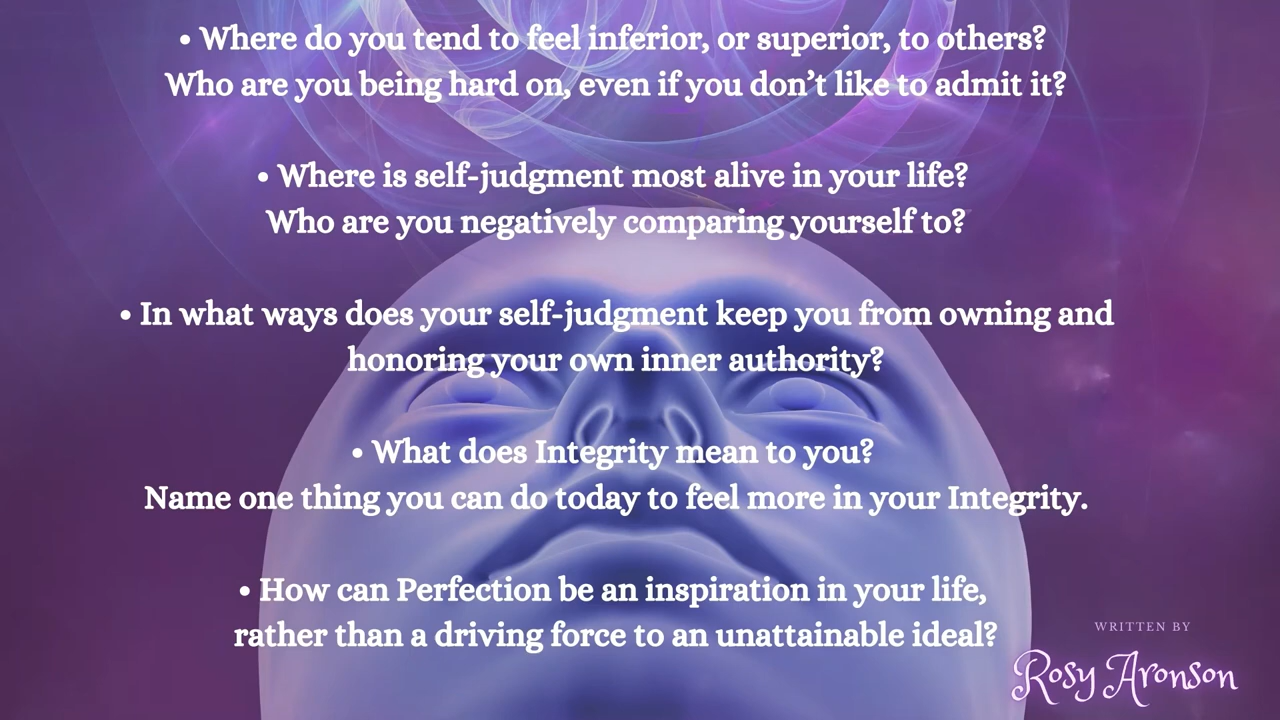 • Where do you tend to feel inferior, or superior, to others?
Who are you being hard on, even if you don’t like to admit it?
• Where is self-judgment most alive in your life?
Who are you negatively comparing yourself to?
• In what ways does your self-judgment keep you from owning and
honoring your own inner authority?
• What does Integrity mean to you?
Name one thing you can do today to feel more in your Integrity.
• How can Perfection be an inspiration in your life,
rather than a driving force to an unattainable ideal?
WRITTEN BY
Rosy Aronson